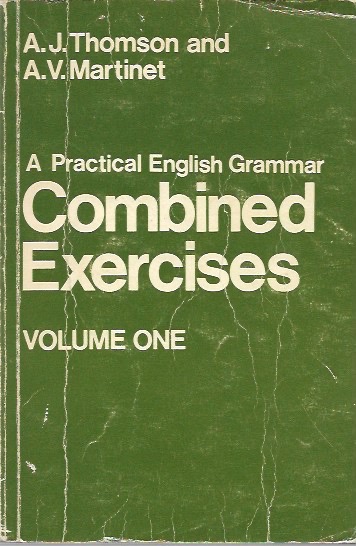 A.J.Thomson and
A.V.Martinet
A Practical English Grammar
Combined
Exercises
VOLUME ONE